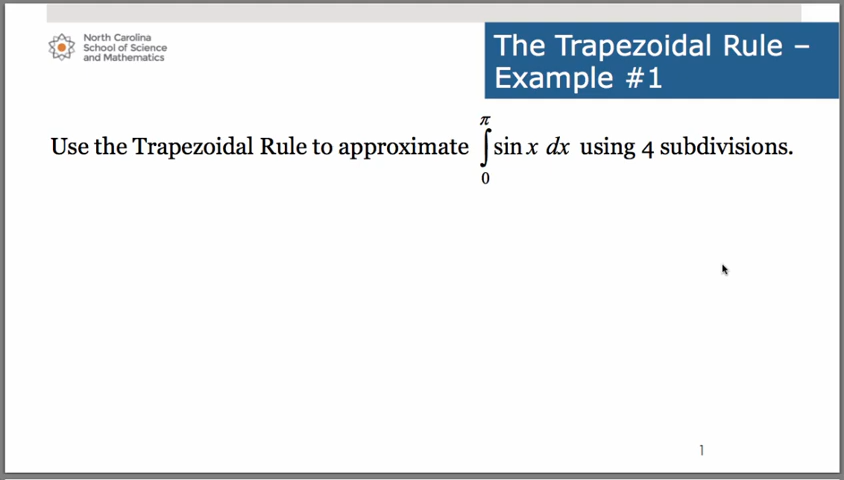 North Carolina
School of Science
and Mathematics
The Trapezoidal Rule –
Example #1
Use the Trapezoidal Rule to approximate ∫₀^π sin x dx using 4 subdivisions.
1